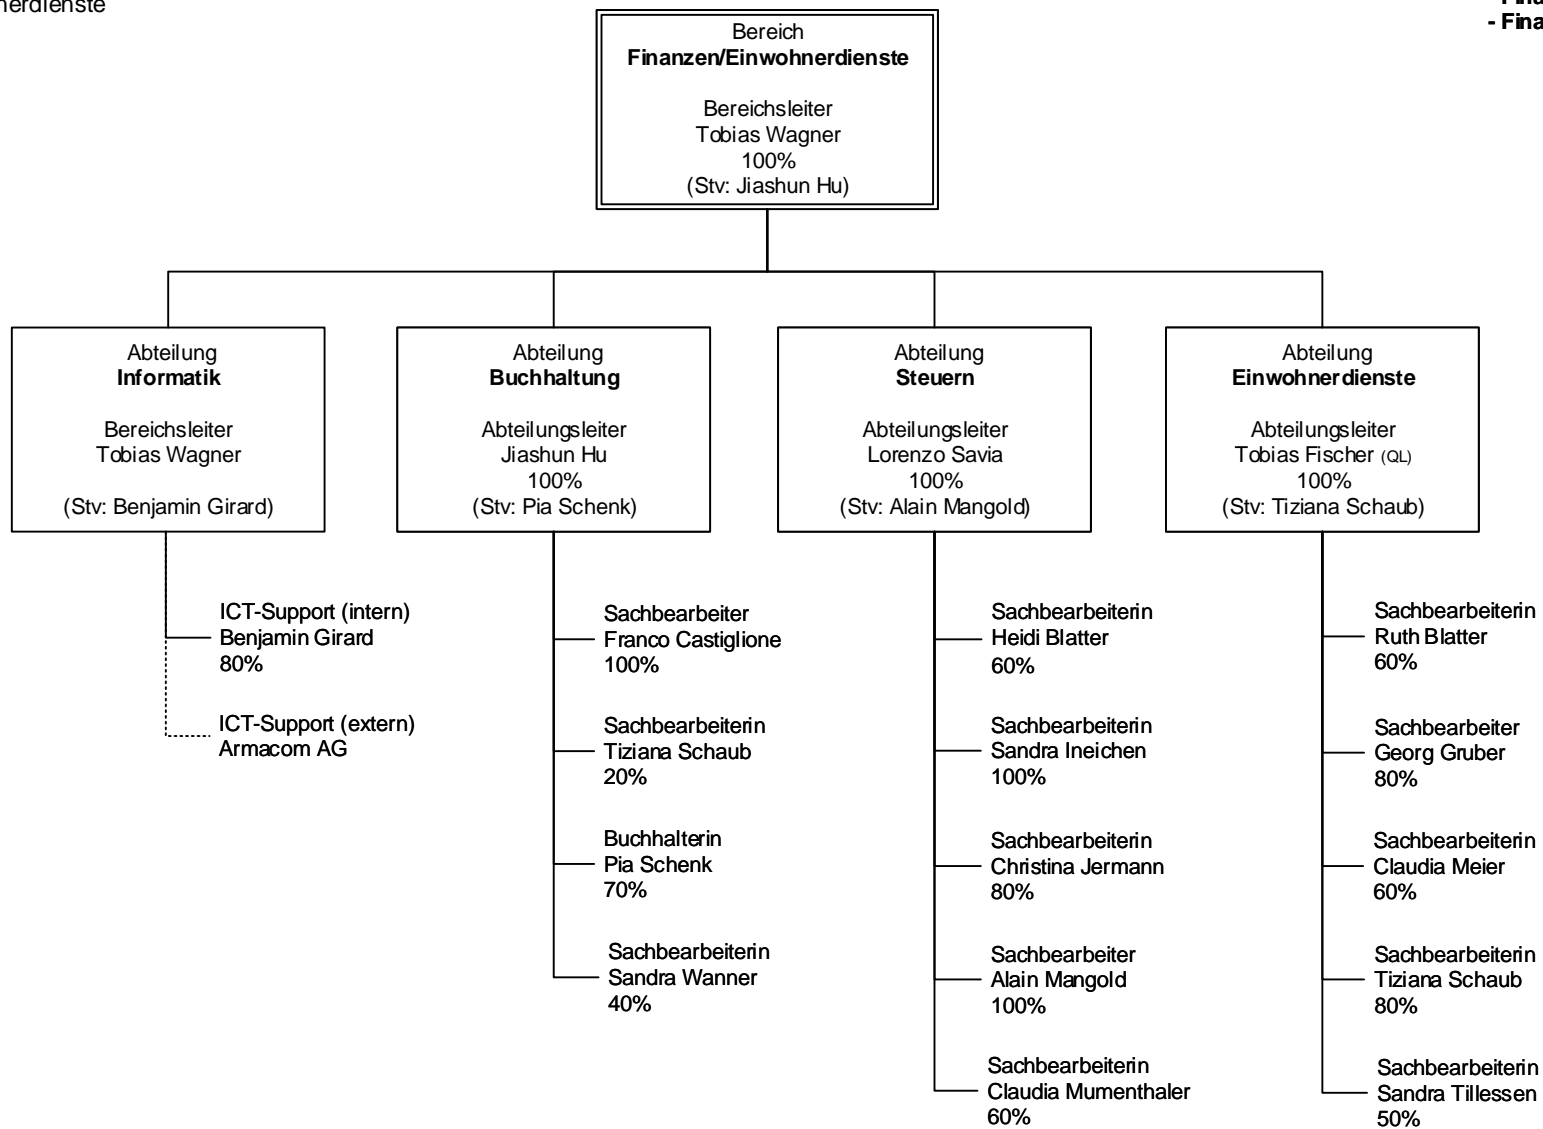 Bereich
Finanzen/Einwohnerdienste
Bereichsleiter
Tobias Wagner
100%
(Stv: Jiashun Hu)
Abteilung
Informatik
Bereichsleiter
Tobias Wagner
(Stv: Benjamin Girard)
ICT-Support (intern)
Benjamin Girard
80%
ICT-Support (extern)
Armacom AG
Abteilung
Buchhaltung
Abteilungsleiter
Jiashun Hu
100%
(Stv: Pia Schenk)
Sachbearbeiter
Franco Castiglione
100%
Sachbearbeiterin
Tiziana Schaub
20%
Buchhalterin
Pia Schenk
70%
Sachbearbeiterin
Sandra Wanner
40%
Abteilung
Steuern
Abteilungsleiter
Lorenzo Savia
100%
(Stv: Alain Mangold)
Sachbearbeiterin
Heidi Blatter
60%
Sachbearbeiterin
Sandra Ineichen
100%
Sachbearbeiterin
Christina Jermann
80%
Sachbearbeiter
Alain Mangold
100%
Sachbearbeiterin
Claudia Mumenthaler
60%
Abteilung
Einwohnerdienste
Abteilungsleiter
Tobias Fischer (QL)
100%
(Stv: Tiziana Schaub)
Sachbearbeiterin
Ruth Blatter
60%
Sachbearbeiter
Georg Gruber
80%
Sachbearbeiterin
Claudia Meier
60%
Sachbearbeiterin
Tiziana Schaub
80%
Sachbearbeiterin
Sandra Tillessen
50%